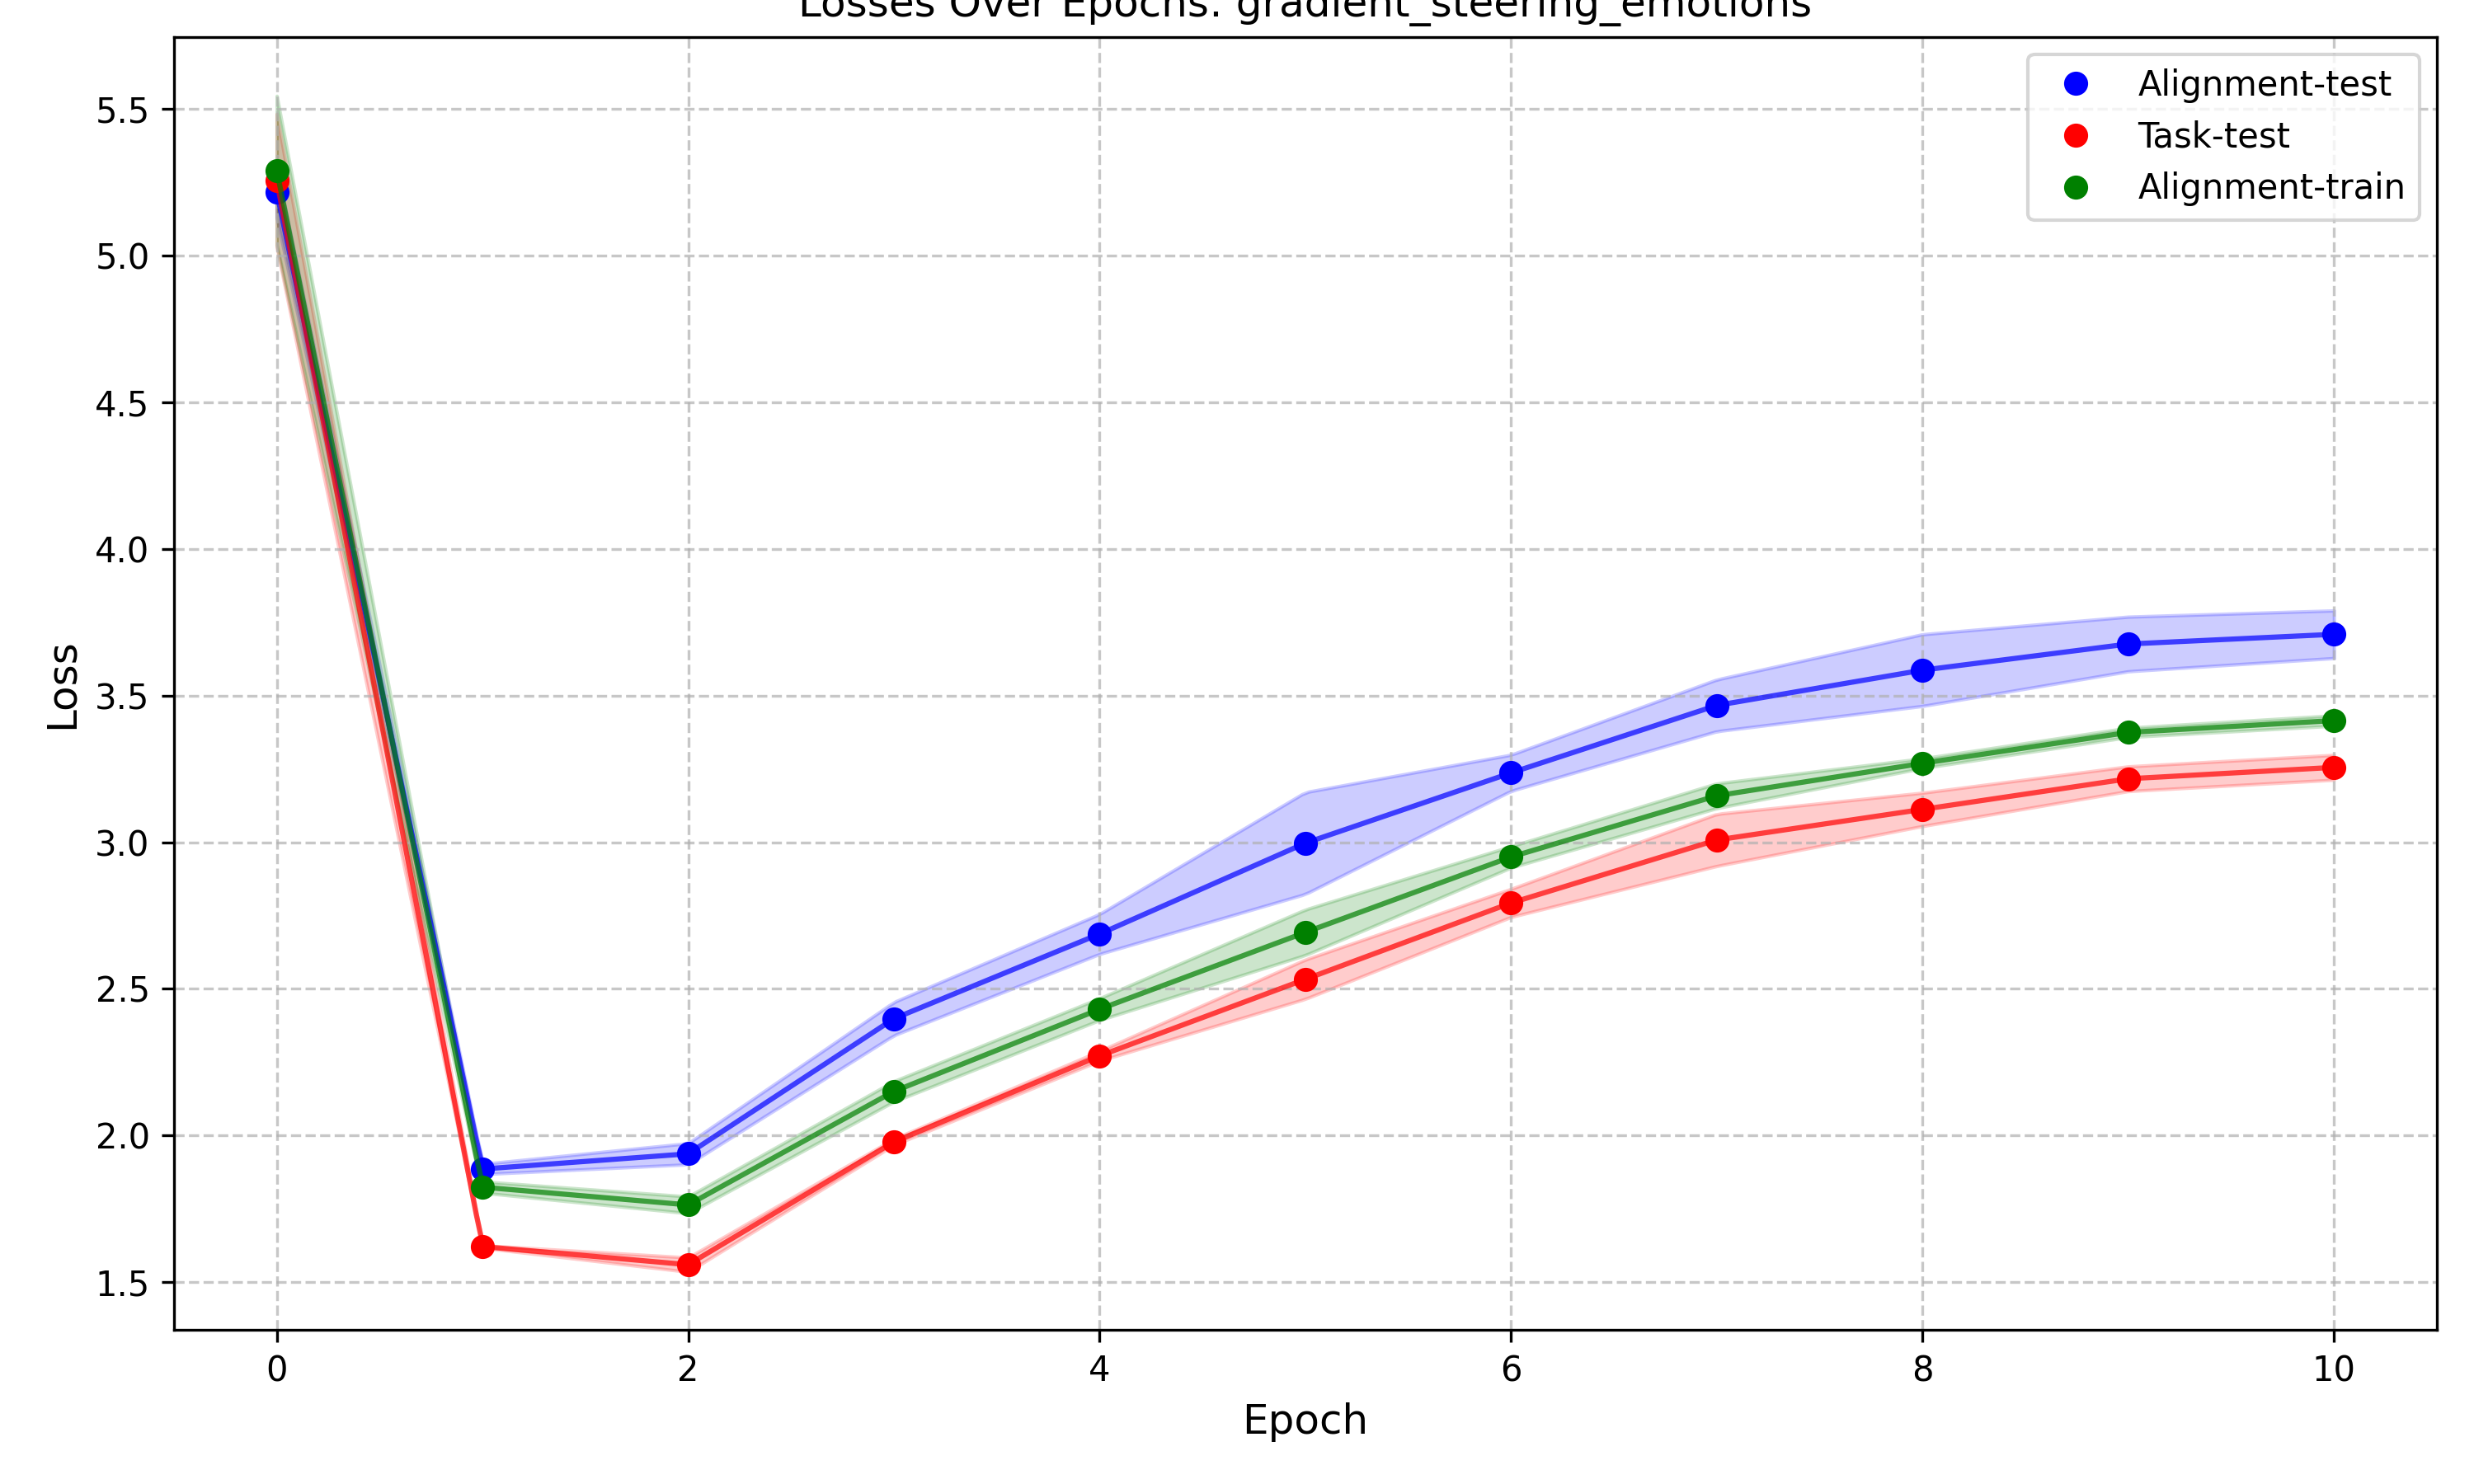 Losses Over Epochs: gradient_steering_emotions
Alignment-test
Task-test
Alignment-train
5.5
5.0
4.5
4.0
3.5
3.0
2.5
2.0
1.5
Loss
0 2 4 6 8 10
Epoch